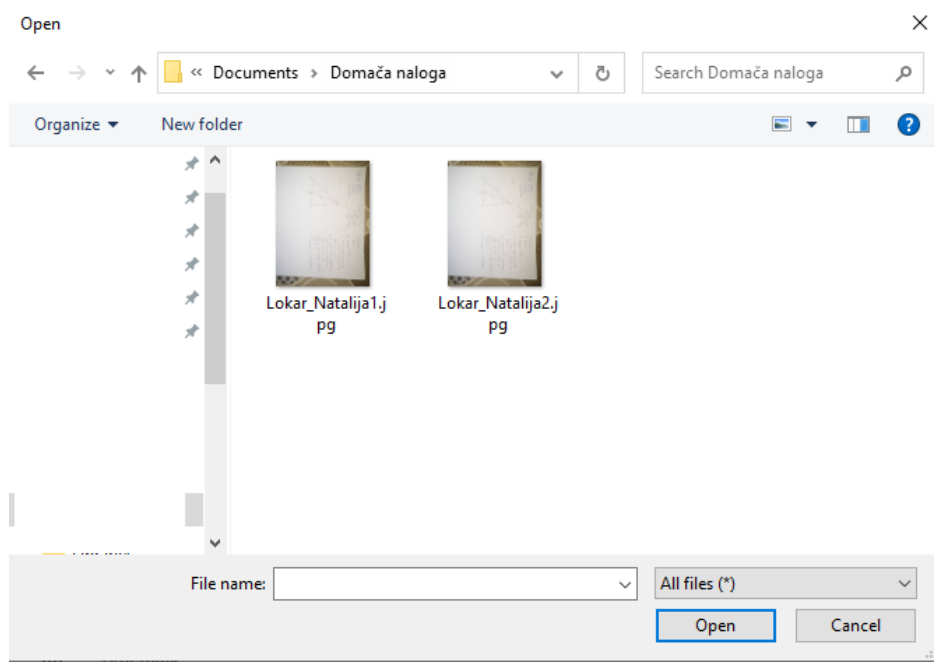 Open
« Documents › Domača naloga
Search Domača naloga
Organize
New folder
?
Lokar_Natalija1.j
pg
Lokar_Natalija2.j
pg
File name:
All files (*)
Open
Cancel